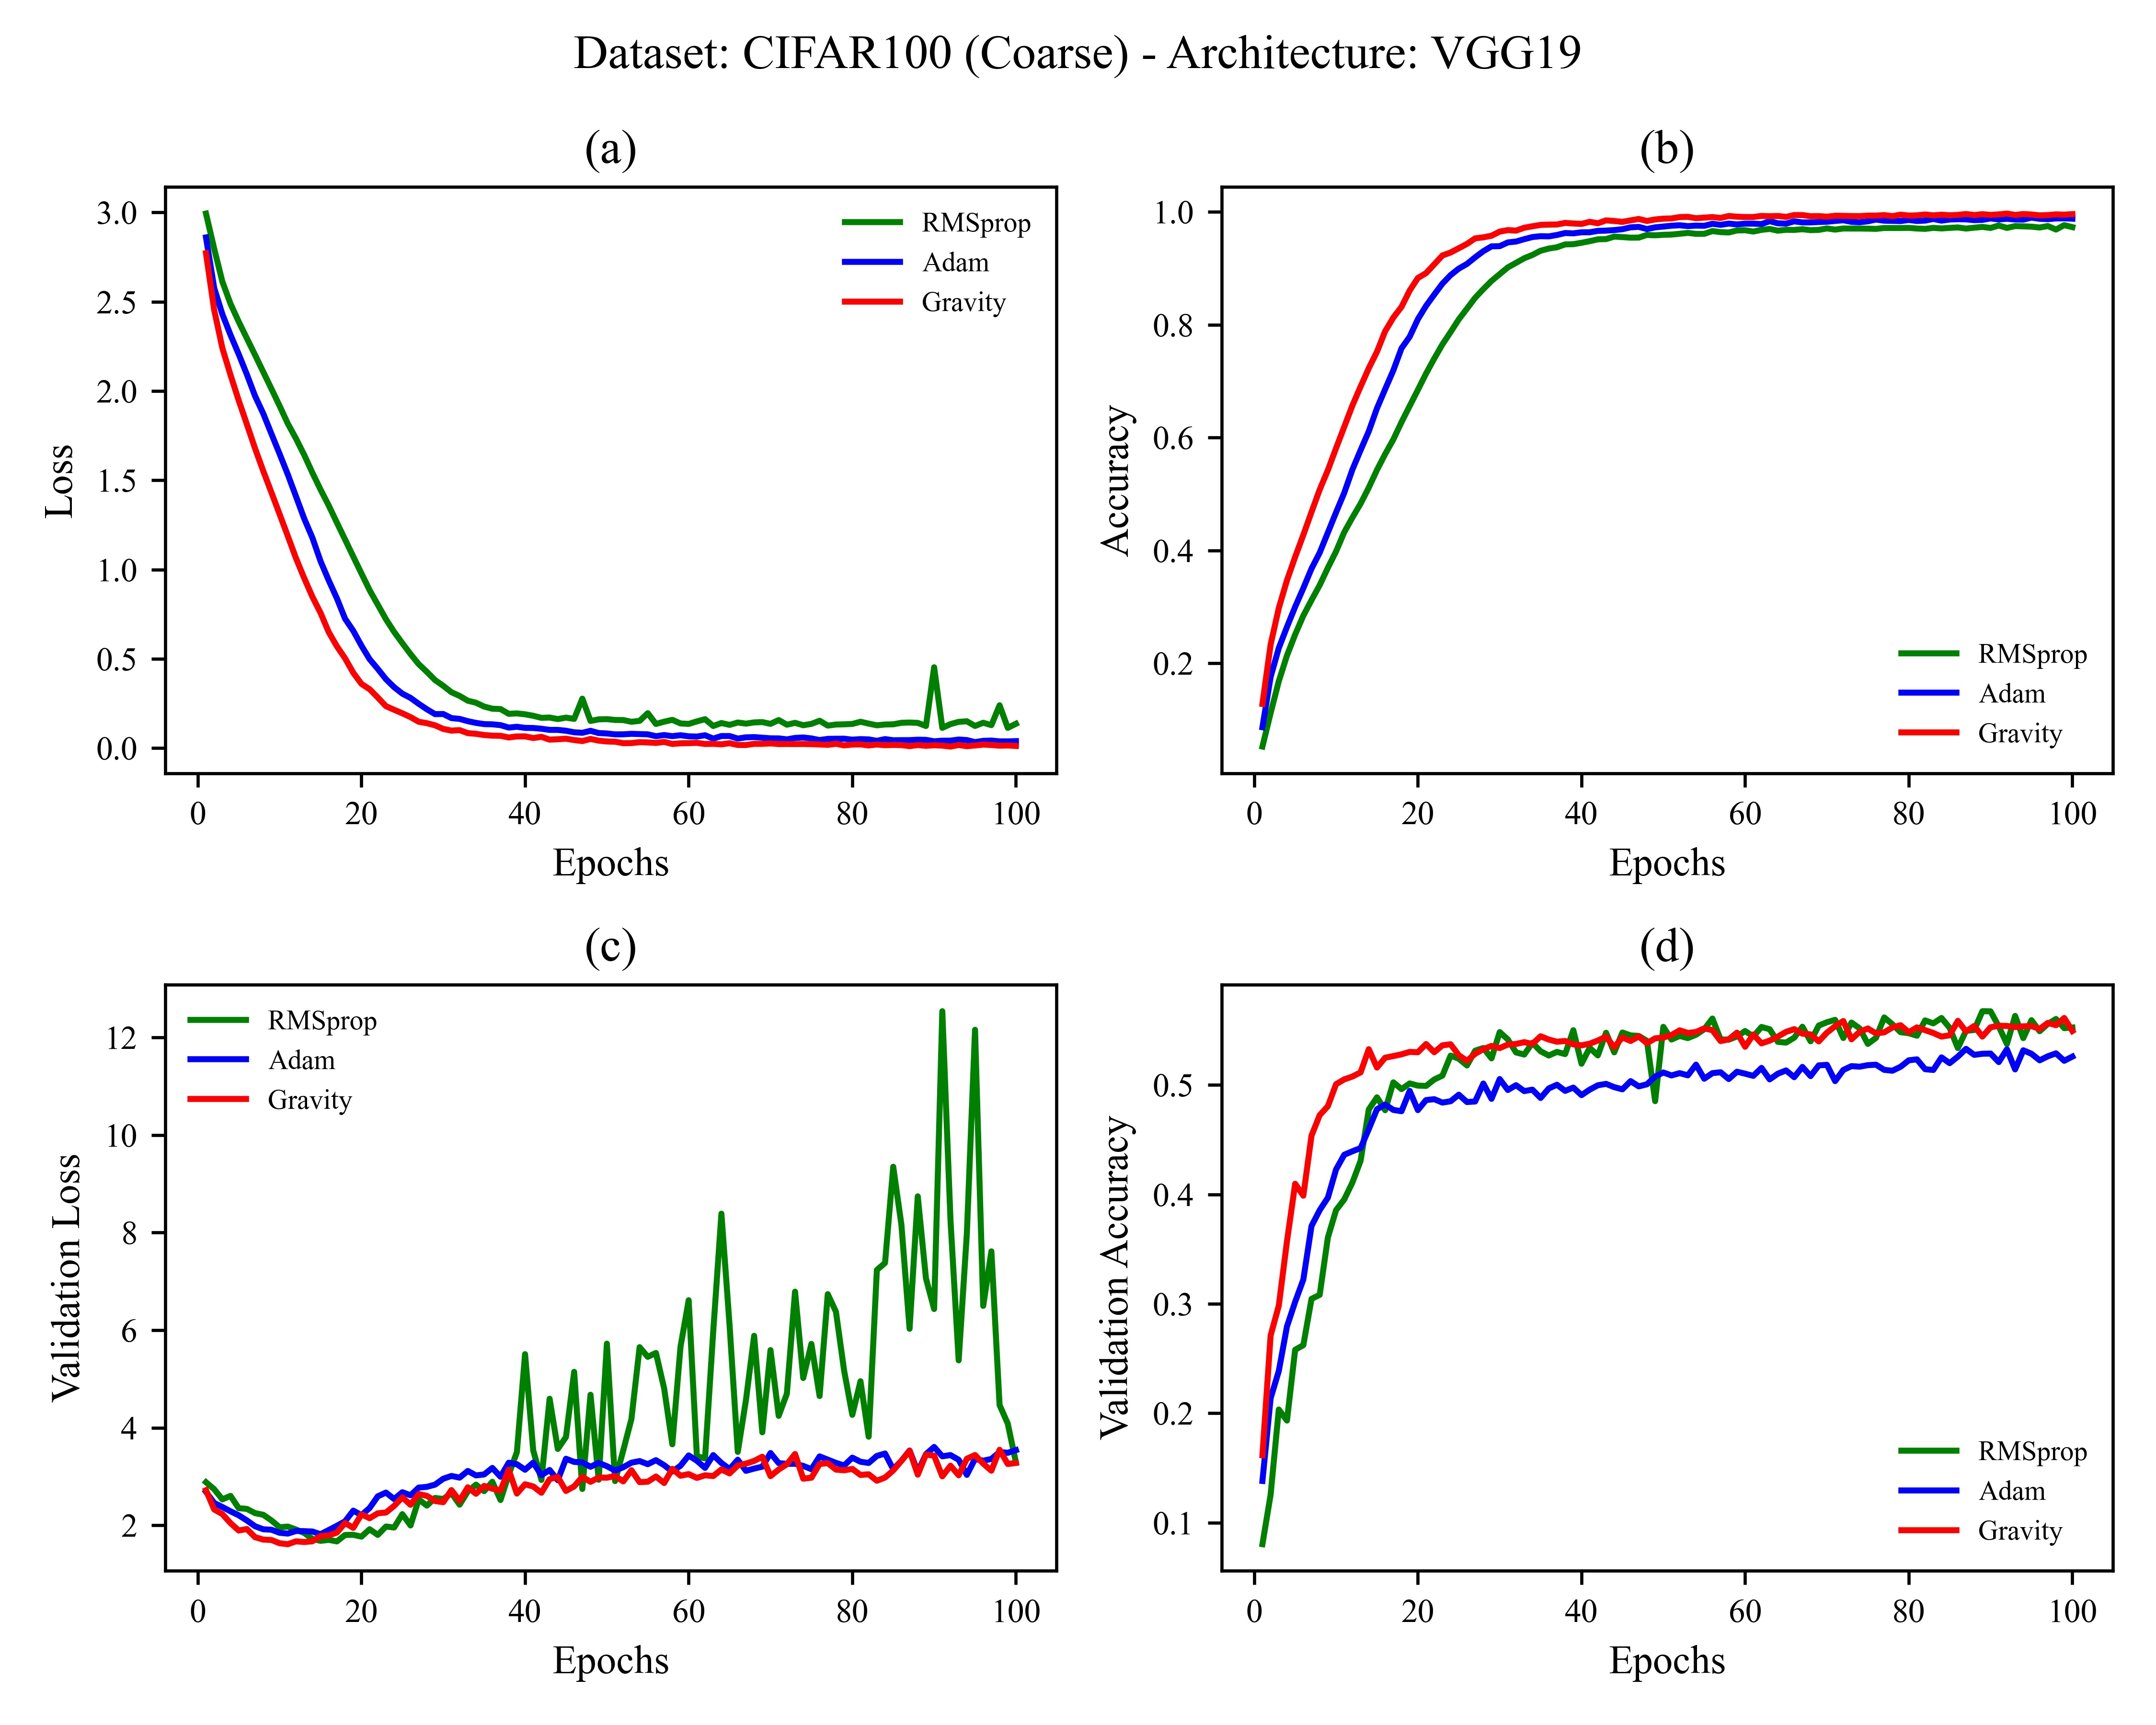 Dataset: CIFAR100 (Coarse) - Architecture: VGG19
(a)
3.0
2.5
2.0
1.5
1.0
0.5
0.0
Loss
RMSprop
Adam
Gravity
0 20 40 60 80 100
Epochs
(b)
1.0
0.8
0.6
0.4
0.2
Accuracy
RMSprop
Adam
Gravity
0 20 40 60 80 100
Epochs
(c)
12
10
8
6
4
2
Validation Loss
RMSprop
Adam
Gravity
0 20 40 60 80 100
Epochs
(d)
0.5
0.4
0.3
0.2
0.1
Validation Accuracy
RMSprop
Adam
Gravity
0 20 40 60 80 100
Epochs